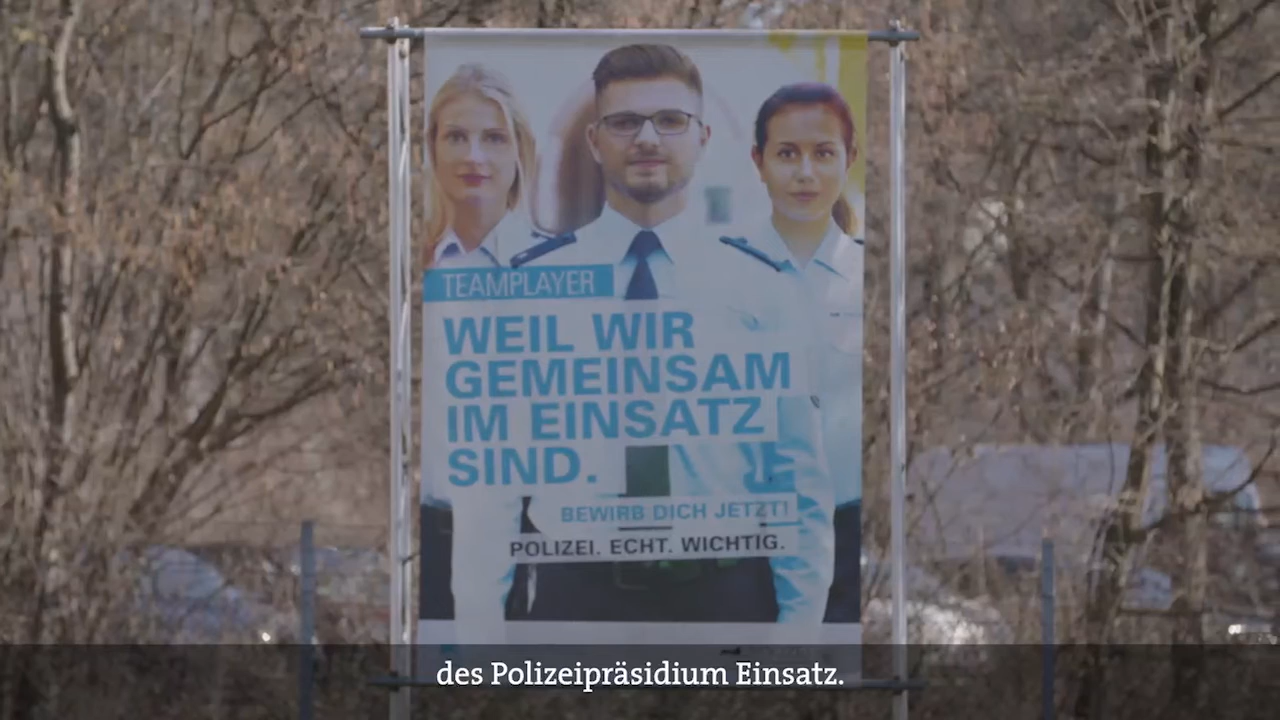 TEAMPLAYER
WEIL WIR
GEMEINSAM
IM EINSATZ
SIND.
BEWIRB DICH JETZT!
POLIZEI. ECHT. WICHTIG.
des Polizeipräsidium Einsatz.